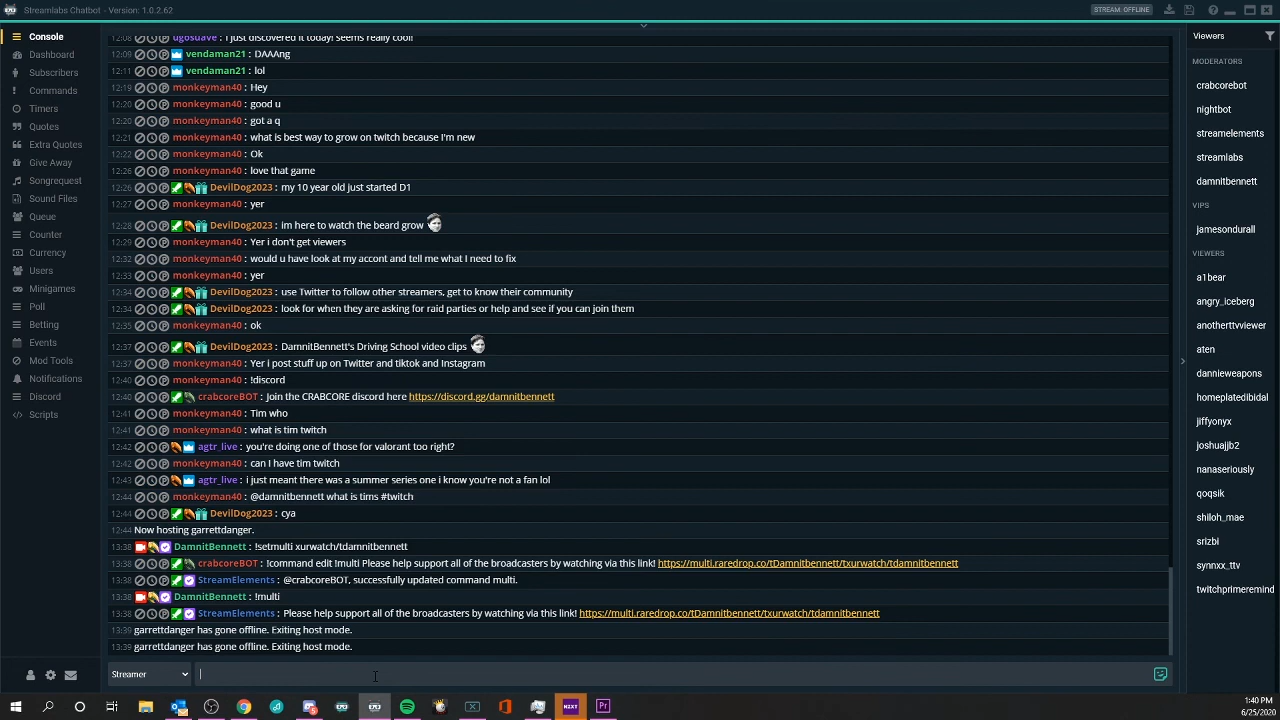 Streamlabs Chatbot - Version: 1.0.2.62
STREAM: OFFLINE
Console
Dashboard
Subscribers
Commands
Timers
Quotes
Extra Quotes
Give Away
Songrequest
Sound Files
Queue
Counter
Currency
Users
Minigames
Poll
Betting
Events
Mod Tools
Notifications
Discord
Scripts
12:08 ugosuave : I just discovered it today! seems really cool!
12:09 vendaman21 : DAAAng
12:11 vendaman21 : lol
12:19 monkeyman40 : Hey
12:20 monkeyman40 : good u
12:20 monkeyman40 : got a q
12:21 monkeyman40 : what is best way to grow on twitch because I'm new
12:22 monkeyman40 : Ok
12:26 monkeyman40 : love that game
12:26 DevilDog2023 : my 10 year old just started D1
12:27 monkeyman40 : yer
12:28 DevilDog2023 : im here to watch the beard grow
12:29 monkeyman40 : Yer i don't get viewers
12:32 monkeyman40 : would u have look at my accont and tell me what I need to fix
12:33 monkeyman40 : yer
12:34 DevilDog2023 : use Twitter to follow other streamers, get to know their community
12:34 DevilDog2023 : look for when they are asking for raid parties or help and see if you can join them
12:35 monkeyman40 : ok
12:37 DevilDog2023 : DamnitBennett's Driving School video clips
12:37 monkeyman40 : Yer i post stuff up on Twitter and tiktok and Instagram
12:40 monkeyman40 : !discord
12:40 crabcoreBOT : Join the CRABCORE discord here https://discord.gg/damnitbennett
12:41 monkeyman40 : Tim who
12:41 monkeyman40 : what is tim twitch
12:42 agtr_live : you're doing one of those for valorant too right?
12:42 monkeyman40 : can I have tim twitch
12:43 agtr_live : i just meant there was a summer series one i know you're not a fan lol
12:44 monkeyman40 : @damnitbennett what is tims #twitch
12:44 DevilDog2023 : cya
12:44 Now hosting garrettdanger.
13:38 DamnitBennett : !setmulti xurwatch/tdamnitbennett
13:38 crabcoreBOT : !command edit !multi Please help support all of the broadcasters by watching via this link! https://multi.raredrop.co/tDamnitbennett/txurwatch/tdamnitbennett
13:38 StreamElements : @crabcoreBOT, successfully updated command multi.
13:38 DamnitBennett : !multi
13:38 StreamElements : Please help support all of the broadcasters by watching via this link! https://multi.raredrop.co/tDamnitbennett/txurwatch/tdamnitbennett
13:39 garrettdanger has gone offline. Exiting host mode.
13:39 garrettdanger has gone offline. Exiting host mode.
Streamer
Viewers
MODERATORS
crabcorebot
nightbot
streamelements
streamlabs
damnitbennett
VIPS
jamesondurall
VIEWERS
a1bear
angry_iceberg
anotherttvviewer
aten
dannieweapons
homeplatedibidal
jiffyonyx
joshuajjb2
nanaseriously
qoqsik
shiloh_me
srizbi
synnxx_ttv
twitchprimeremind
NZXT
Pr
1:40 PM
6/25/2020